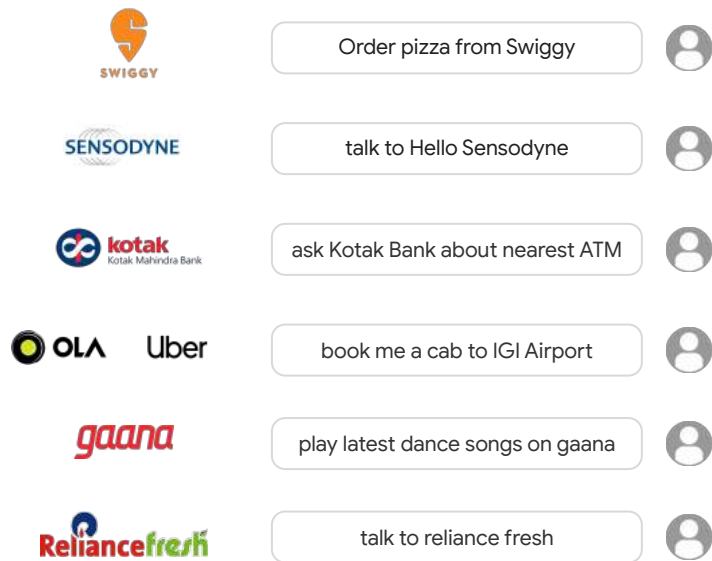 SWIGGY
Order pizza from Swiggy
SENSODYNE
talk to Hello Sensodyne
kotak
Kotak Mahindra Bank
ask Kotak Bank about nearest ATM
OLA Uber
book me a cab to IGI Airport
gaana
play latest dance songs on gaana
Reliancefresh
talk to reliance fresh